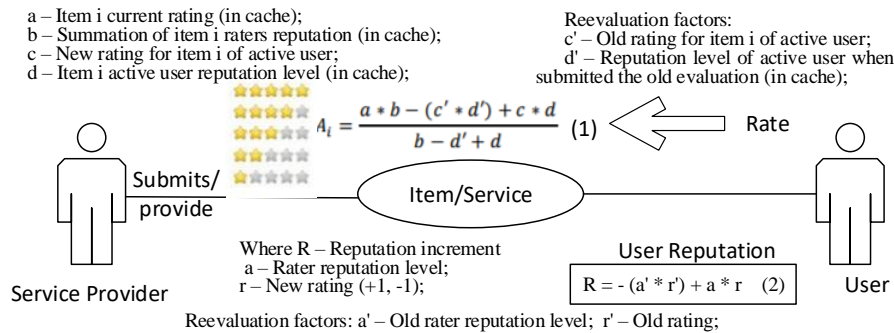 a – Item i current rating (in cache);
b – Summation of item i raters reputation (in cache);
c – New rating for item i of active user;
d – Item i active user reputation level (in cache);
Reevaluation factors:
c' – Old rating for item i of active user;
d' – Reputation level of active user when
submitted the old evaluation (in cache);
A_i = (a * b − (c' * d') + c * d) / (b − d' + d) (1)
Rate
Submits/
provide
Item/Service
Where R – Reputation increment
a – Rater reputation level;
r – New rating (+1, -1);
User Reputation
R = - (a' * r') + a * r (2)
Service Provider
User
Reevaluation factors: a' – Old rater reputation level; r' – Old rating;